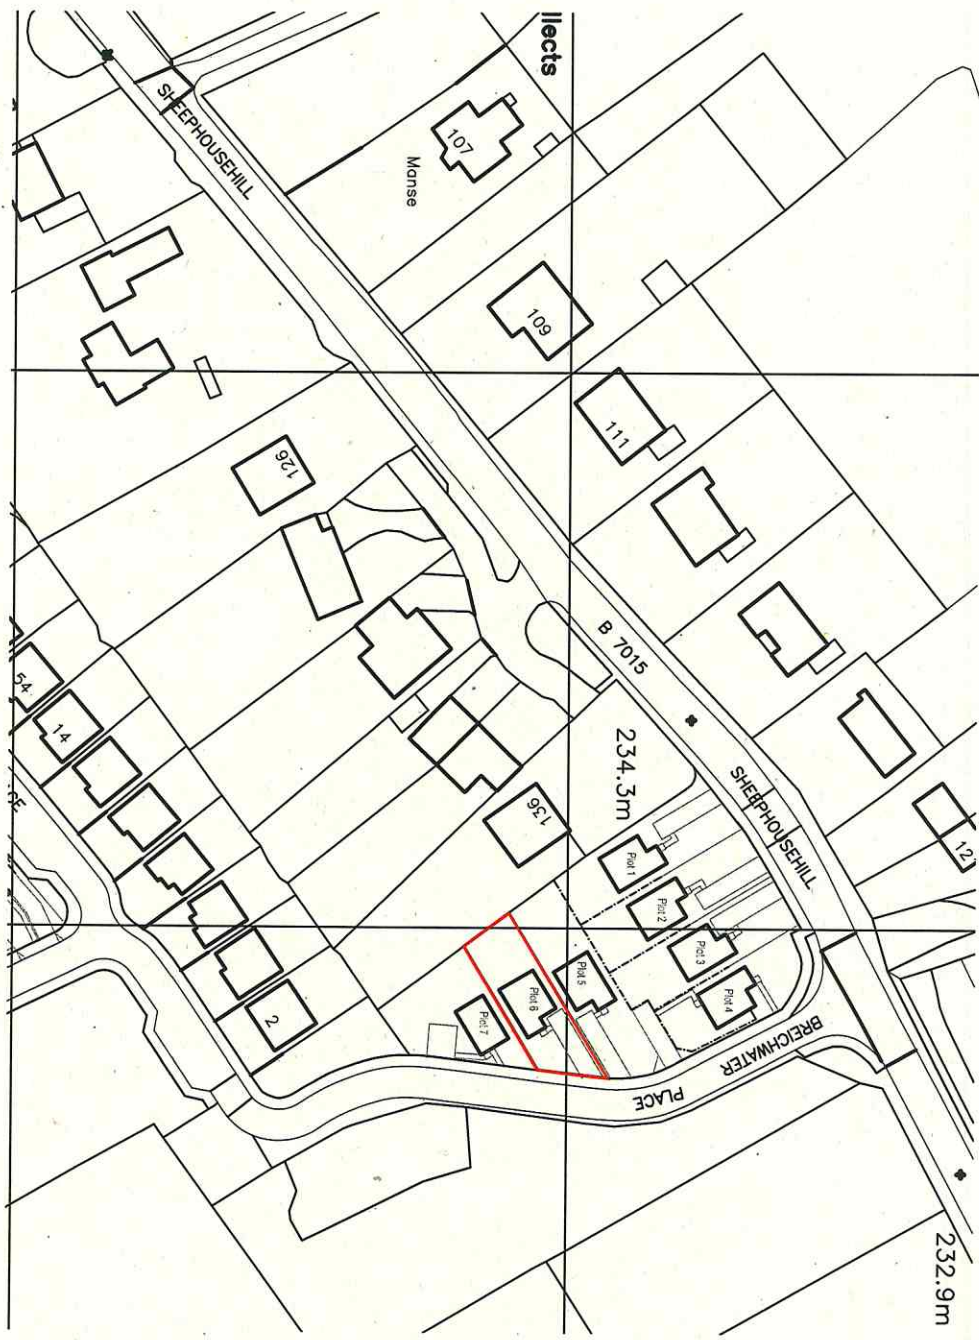 llects
SHEEPHOUSEHILL
107
Manse
109
111
126
B 7015
234.3m
SHEEPHOUSEHILL
12
136
54
14
Plot 1
Plot 2
Plot 3
Plot 4
Plot 5
Plot 6
Plot 7
2
BREICHWATER
PLACE
232.9m